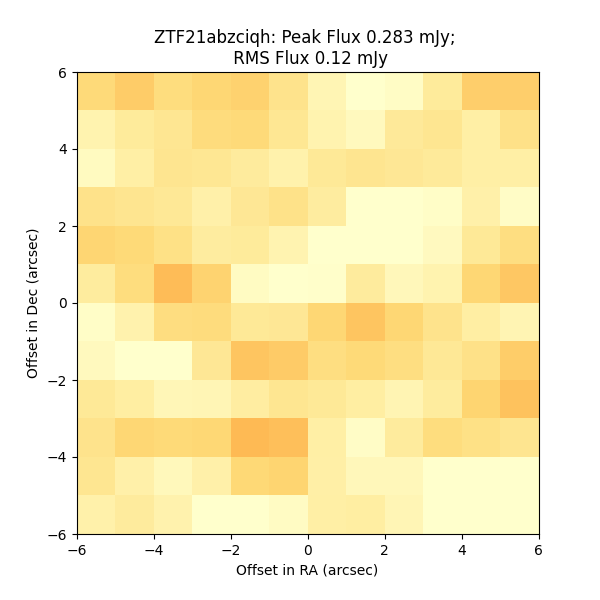 ZTF21abzciqh: Peak Flux 0.283 mJy;
RMS Flux 0.12 mJy
6
4
2
0
−2
−4
−6
Offset in Dec (arcsec)
−6 −4 −2 0 2 4 6
Offset in RA (arcsec)